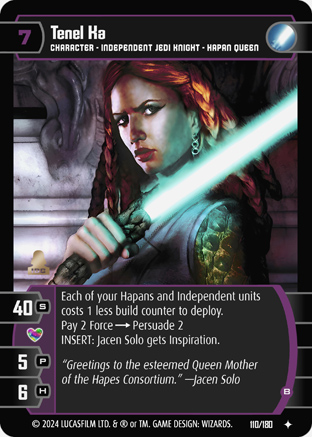 7 Tenel Ka
CHARACTER - INDEPENDENT JEDI KNIGHT - HAPAN QUEEN
40 S
5 P
6 H
Each of your Hapans and Independent units
costs 1 less build counter to deploy.
Pay 2 Force → Persuade 2
INSERT: Jacen Solo gets Inspiration.
“Greetings to the esteemed Queen Mother
of the Hapes Consortium.” —Jacen Solo
B
© 2024 LUCASFILM LTD. & ® or TM. GAME DESIGN: WIZARDS. 110/180